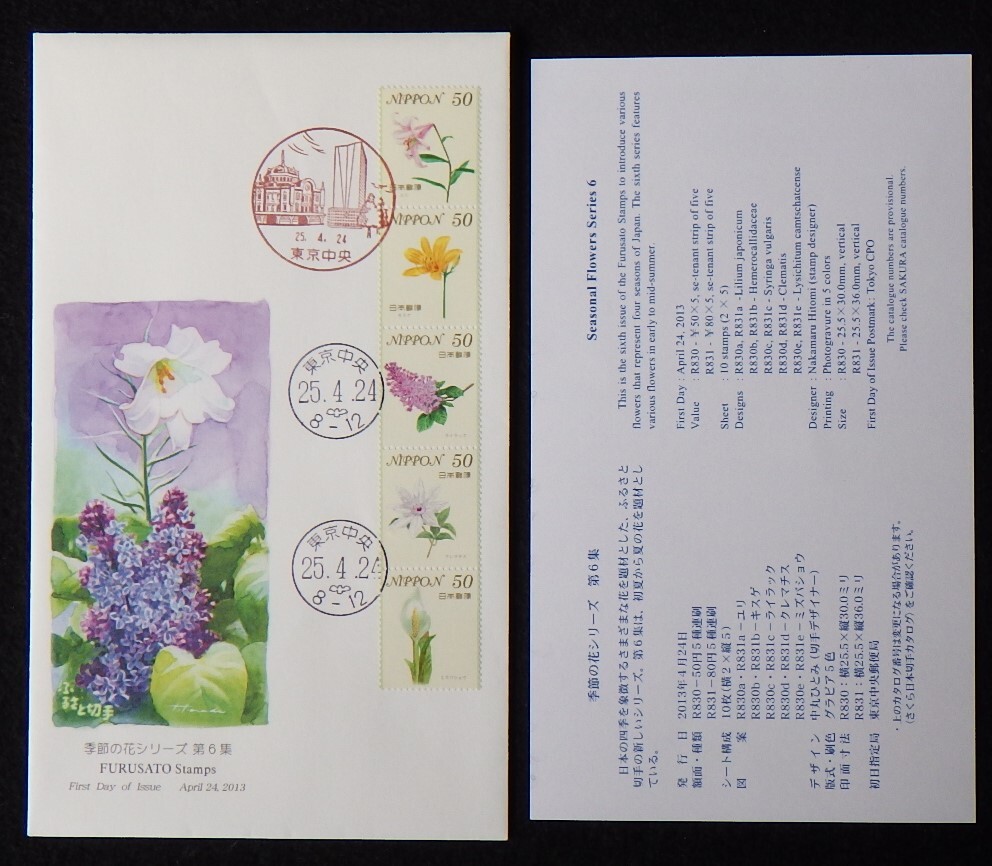 NIPPON 50
日本郵便
NIPPON 50
日本郵便
ユリ
NIPPON 50
日本郵便
ライラック
NIPPON 50
日本郵便
クレマチス
NIPPON 50
日本郵便
ミズバショウ
25. 4. 24
東京中央
東京中央
25.4.24
8-12
東京中央
25.4.24
8-12
ふるさと切手
季節の花シリーズ 第6集
FURUSATO Stamps
First Day of Issue April 24, 2013
Seasonal Flowers Series 6
This is the sixth issue of the Furusato Stamps to introduce various
flowers that represent four seasons of Japan. The sixth series features
various flowers in early to mid-summer.
First Day : April 24, 2013
Value : R830 - ¥50×5, se-tenant strip of five
R831 - ¥80×5, se-tenant strip of five
Sheet : 10 stamps (2 × 5)
Designs : R830a, R831a - Lilium japonicum
R830b, R831b - Hemerocallidaceae
R830c, R831c - Syringa vulgaris
R830d, R831d - Clematis
R830e, R831e - Lysichitum camtschatcense
Designer : Nakamaru Hitomi (stamp designer)
Printing : Photogravure in 5 colors
Size : R830 - 25.5×30.0mm, vertical
R831 - 25.5×36.0mm, vertical
First Day of Issue Postmark: Tokyo CPO
The catalogue numbers are provisional.
Please check SAKURA catalogue numbers.
季節の花シリーズ 第6集
日本の四季を象徴するさまざまな花を題材とした、ふるさと
切手の新しいシリーズ。第6集は、初夏から夏の花を題材とし
ている。
発行日 2013年4月24日
額面・種類 R830－50円5種連刷
R831－80円5種連刷
シート構成 10枚(横2×縦5)
図案 R830a・R831a－ユリ
R830b・R831b－キスゲ
R830c・R831c－ライラック
R830d・R831d－クレマチス
R830e・R831e－ミズバショウ
デザイン 中丸ひとみ(切手デザイナー)
版式・刷色 グラビア5色
印面寸法 R830：横25.5×縦30.0ミリ
R831：横25.5×縦36.0ミリ
初日指定局 東京中央郵便局
・上のカタログ番号は変更になる場合があります。
(さくら日本切手カタログ)をご確認ください。